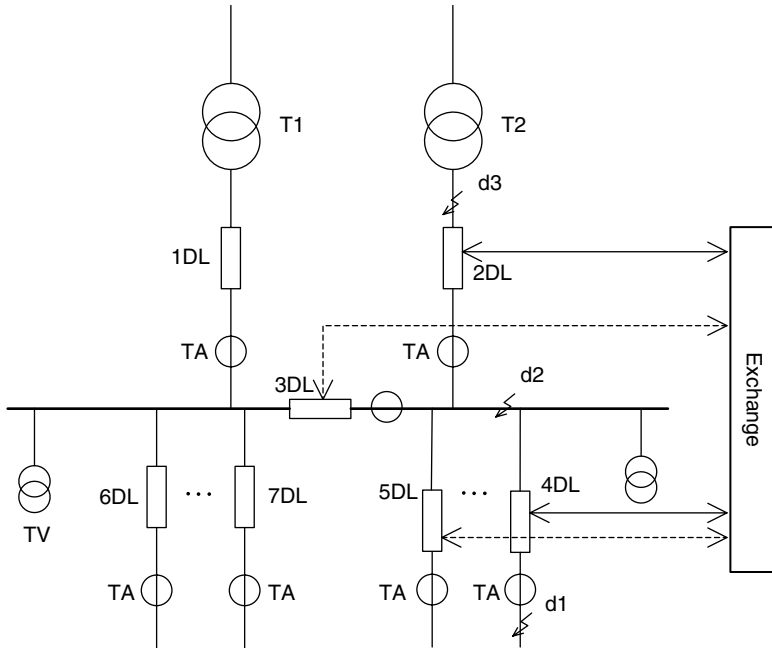 T1
T2
d3
1DL
2DL
TA
TA
3DL
d2
Exchange
6DL
...
7DL
5DL
...
4DL
TV
TA
TA
TA
TA
d1